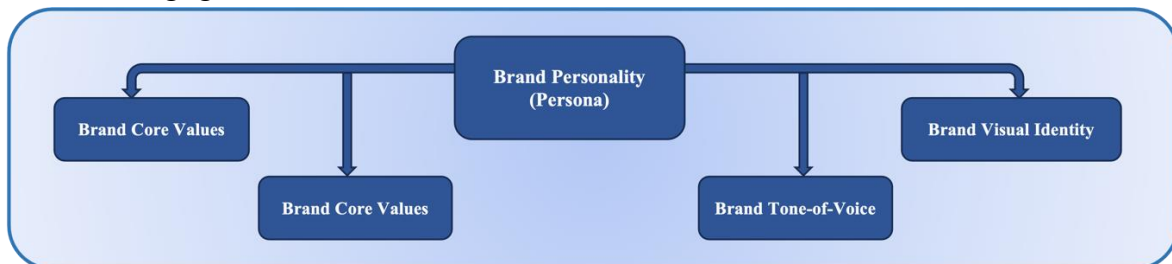 Brand Personality
(Persona)
Brand Core Values
Brand Visual Identity
Brand Core Values
Brand Tone-of-Voice